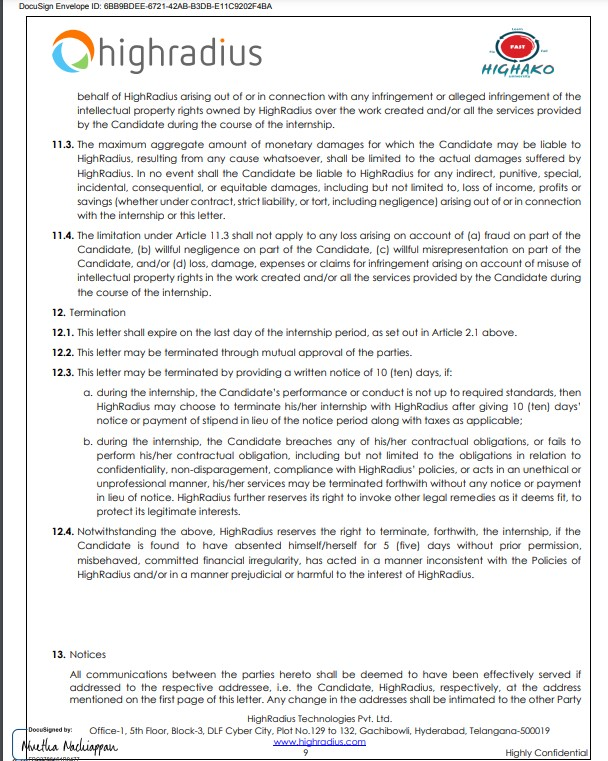 DocuSign Envelope ID: 6BB9BDEE-6721-42AB-B3DB-E11C9202F4BA
highradius
FAST
HIGHAKO
behalf of HighRadius arising out of or in connection with any infringement or alleged infringement of the
intellectual property rights owned by HighRadius over the work created and/or all the services provided
by the Candidate during the course of the internship.
11.3. The maximum aggregate amount of monetary damages for which the Candidate may be liable to
HighRadius, resulting from any cause whatsoever, shall be limited to the actual damages suffered by
HighRadius. In no event shall the Candidate be liable to HighRadius for any indirect, punitive, special,
incidental, consequential, or equitable damages, including but not limited to, loss of income, profits or
savings (whether under contract, strict liability, or tort, including negligence) arising out of or in connection
with the internship or this letter.
11.4. The limitation under Article 11.3 shall not apply to any loss arising on account of (a) fraud on part of the
Candidate, (b) willful negligence on part of the Candidate, (c) willful misrepresentation on part of the
Candidate, and/or (d) loss, damage, expenses or claims for infringement arising on account of misuse of
intellectual property rights in the work created and/or all the services provided by the Candidate during
the course of the internship.
12. Termination
12.1. This letter shall expire on the last day of the internship period, as set out in Article 2.1 above.
12.2. This letter may be terminated through mutual approval of the parties.
12.3. This letter may be terminated by providing a written notice of 10 (ten) days, if:
a. during the internship, the Candidate's performance or conduct is not up to required standards, then
HighRadius may choose to terminate his/her internship with HighRadius after giving 10 (ten) days'
notice or payment of stipend in lieu of the notice period along with taxes as applicable;
b. during the internship, the Candidate breaches any of his/her contractual obligations, or fails to
perform his/her contractual obligation, including but not limited to the obligations in relation to
confidentiality, non-disparagement, compliance with HighRadius' policies, or acts in an unethical or
unprofessional manner, his/her services may be terminated forthwith without any notice or payment
in lieu of notice. HighRadius further reserves its right to invoke other legal remedies as it deems fit, to
protect its legitimate interests.
12.4. Notwithstanding the above, HighRadius reserves the right to terminate, forthwith, the internship, if the
Candidate is found to have absented himself/herself for 5 (five) days without prior permission,
misbehaved, committed financial irregularity, has acted in a manner inconsistent with the Policies of
HighRadius and/or in a manner prejudicial or harmful to the interest of HighRadius.
13. Notices
All communications between the parties hereto shall be deemed to have been effectively served if
addressed to the respective addressee, i.e. the Candidate, HighRadius, respectively, at the address
mentioned on the first page of this letter. Any change in the addresses shall be intimated to the other Party
HighRadius Technologies Pvt. Ltd.
DocuSigned by:
Office-1, 5th Floor, Block-3, DLF Cyber City, Plot No.129 to 132, Gachibowli, Hyderabad, Telangana-500019
www.highradius.com
9
Highly Confidential